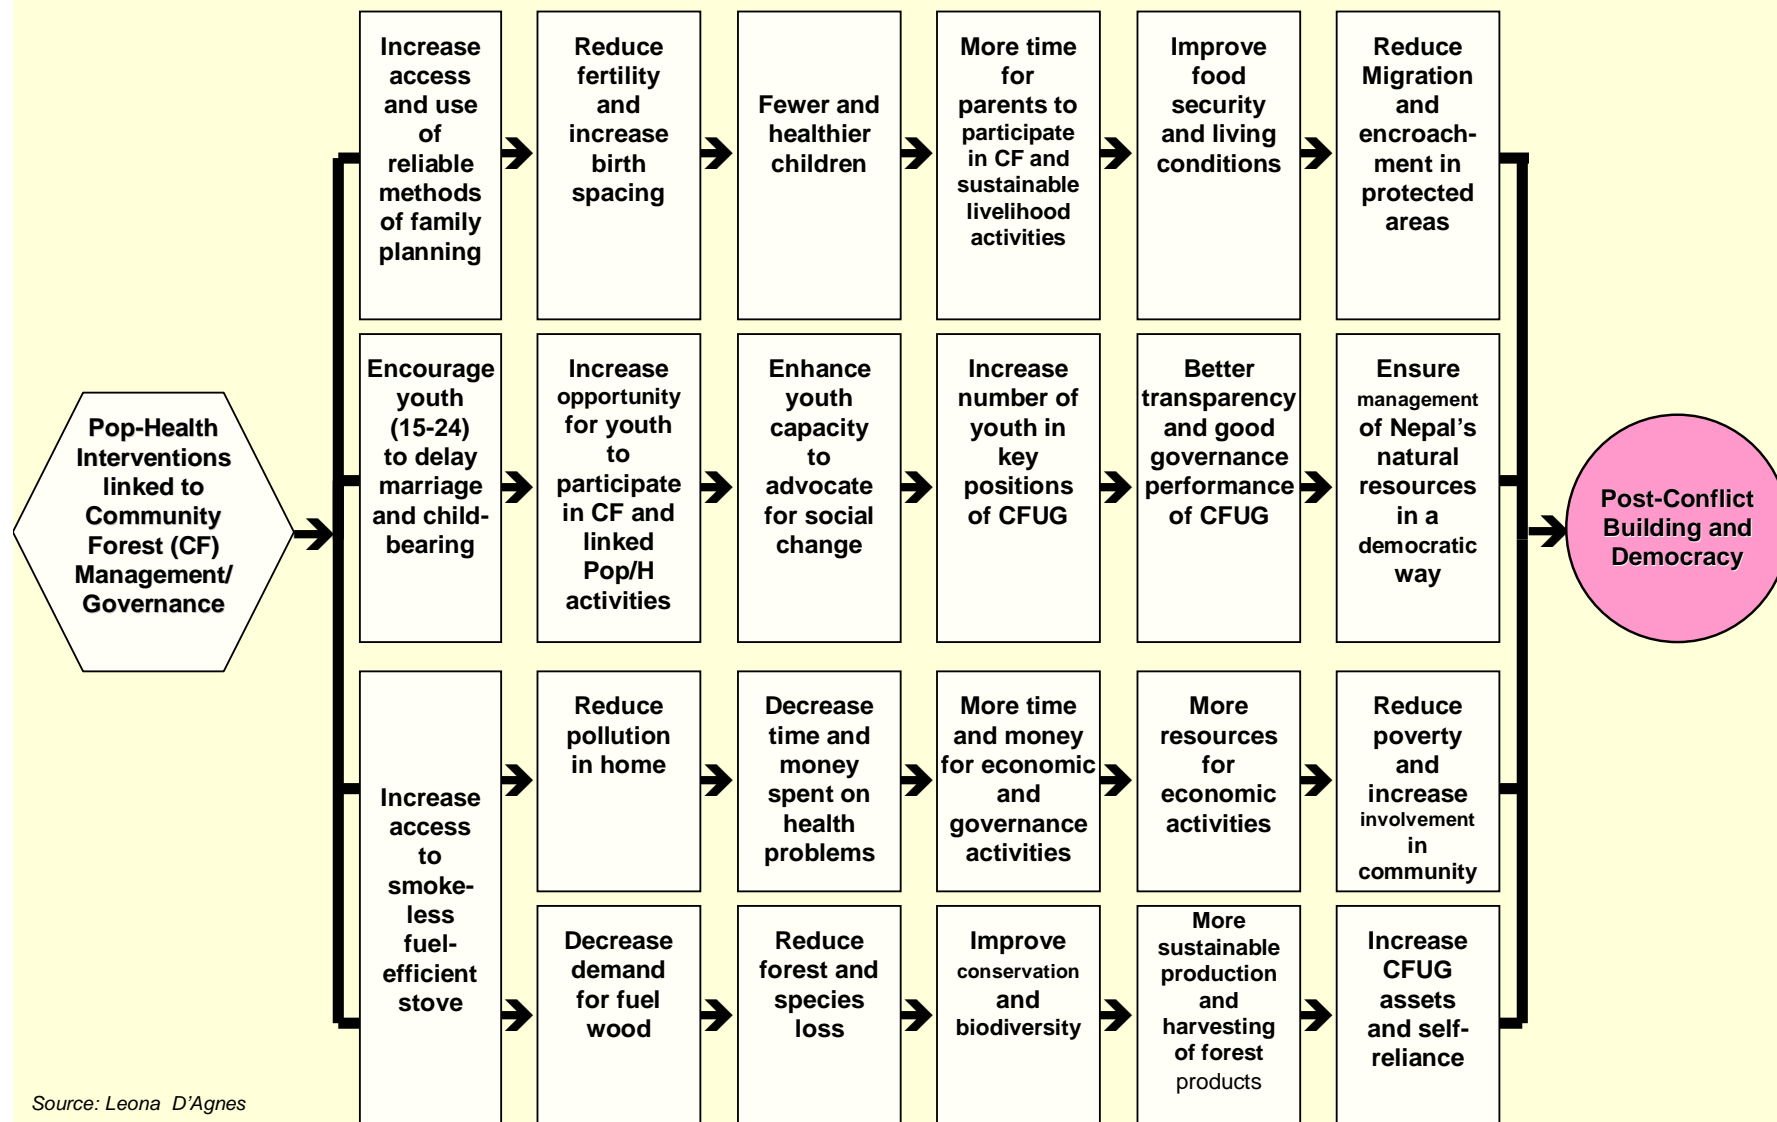 Pop-Health
Interventions
linked to
Community
Forest (CF)
Management/
Governance
Increase
access
and use
of
reliable
methods
of family
planning
Reduce
fertility
and
increase
birth
spacing
Fewer and
healthier
children
More time
for
parents to
participate
in CF and
sustainable
livelihood
activities
Improve
food
security
and living
conditions
Reduce
Migration
and
encroach-
ment in
protected
areas
Encourage
youth
(15-24)
to delay
marriage
and child-
bearing
Increase
opportunity
for youth
to
participate
in CF and
linked
Pop/H
activities
Enhance
youth
capacity
to
advocate
for social
change
Increase
number of
youth in
key
positions
of CFUG
Better
transparency
and good
governance
performance
of CFUG
Ensure
management
of Nepal’s
natural
resources
in a
democratic
way
Increase
access
to
smoke-
less
fuel-
efficient
stove
Reduce
pollution
in home
Decrease
time and
money
spent on
health
problems
More time
and money
for economic
and
governance
activities
More
resources
for
economic
activities
Reduce
poverty
and
increase
involvement
in
community
Decrease
demand
for fuel
wood
Reduce
forest and
species
loss
Improve
conservation
and
biodiversity
More
sustainable
production
and
harvesting
of forest
products
Increase
CFUG
assets
and self-
reliance
Post-Conflict
Building and
Democracy
Source: Leona D’Agnes